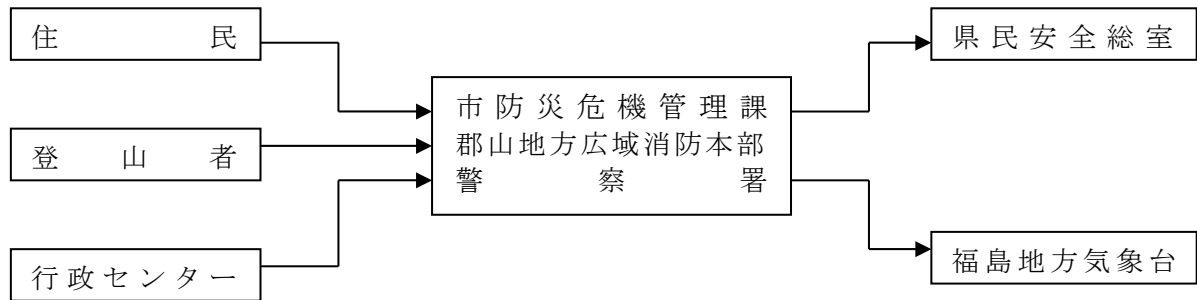 住民
登山者
行政センター
市防災危機管理課
郡山地方広域消防本部
警察署
県民安全総室
福島地方気象台